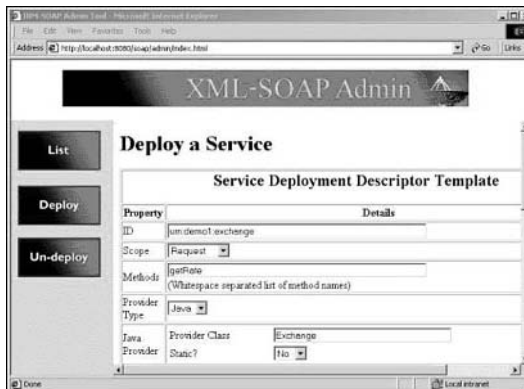 IBM-SOAP Admin Tool - Microsoft Internet Explorer
File Edit View Favorites Tools Help
Address http://localhost:8080/soap/admin/index.html Go Links
XML-SOAP Admin
List
Deploy
Un-deploy
Deploy a Service
Service Deployment Descriptor Template
Property Details
ID urn:demo1:exchange
Scope Request
Methods getRate
(Whitespace separated list of method names)
Provider Type Java
Java Provider Provider Class Exchange
Static? No
Done Local intranet